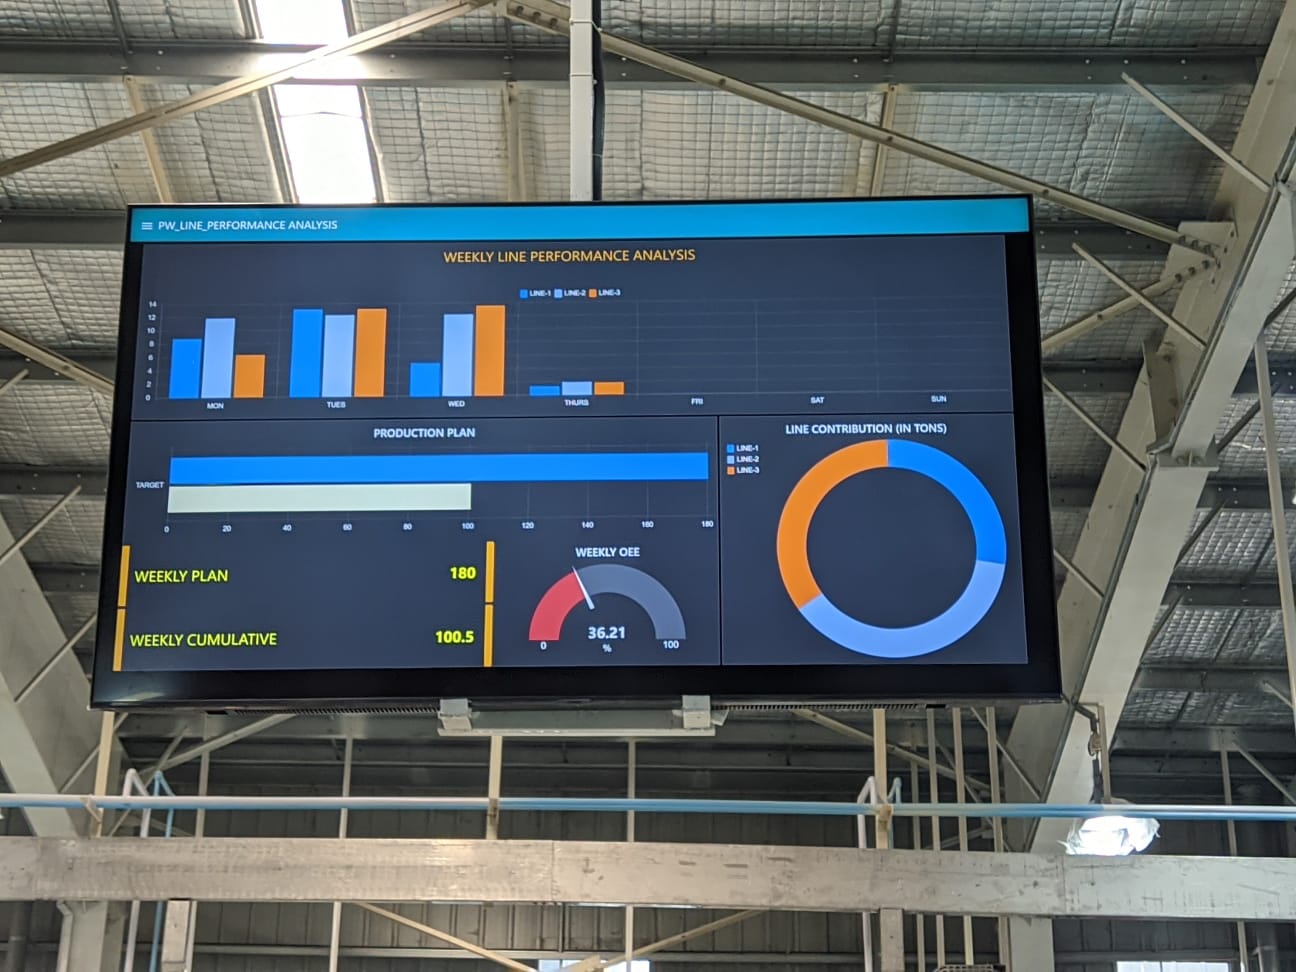 PW_LINE_PERFORMANCE ANALYSIS
WEEKLY LINE PERFORMANCE ANALYSIS
LINE-1 LINE-2 LINE-3
14
12
10
8
6
4
2
0
MON TUES WED THURS FRI SAT SUN
PRODUCTION PLAN
TARGET
0 20 40 60 80 100 120 140 160 180
WEEKLY PLAN 180
WEEKLY CUMULATIVE 100.5
WEEKLY OEE
36.21
%
0 100
LINE CONTRIBUTION (IN TONS)
LINE-1
LINE-2
LINE-3